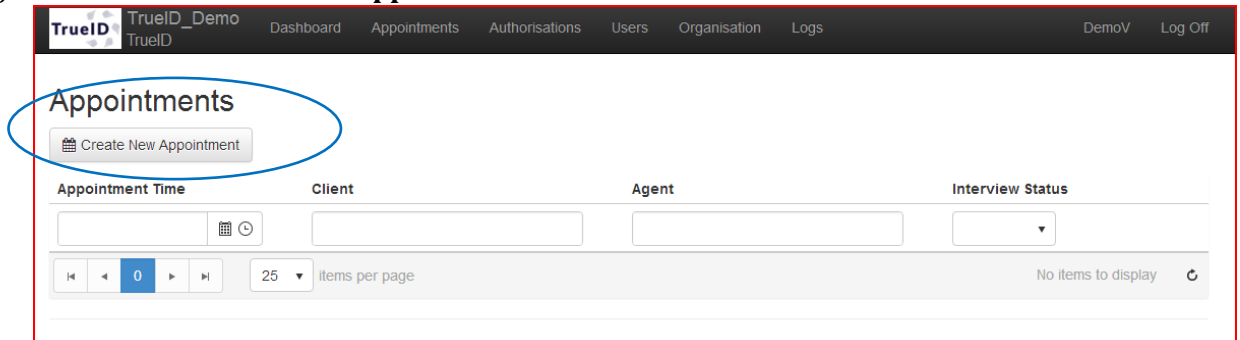 TrueID TrueID_Demo Dashboard Appointments Authorisations Users Organisation Logs DemoV Log Off
TrueID
Appointments
Create New Appointment
Appointment Time Client Agent Interview Status
0 25 items per page No items to display